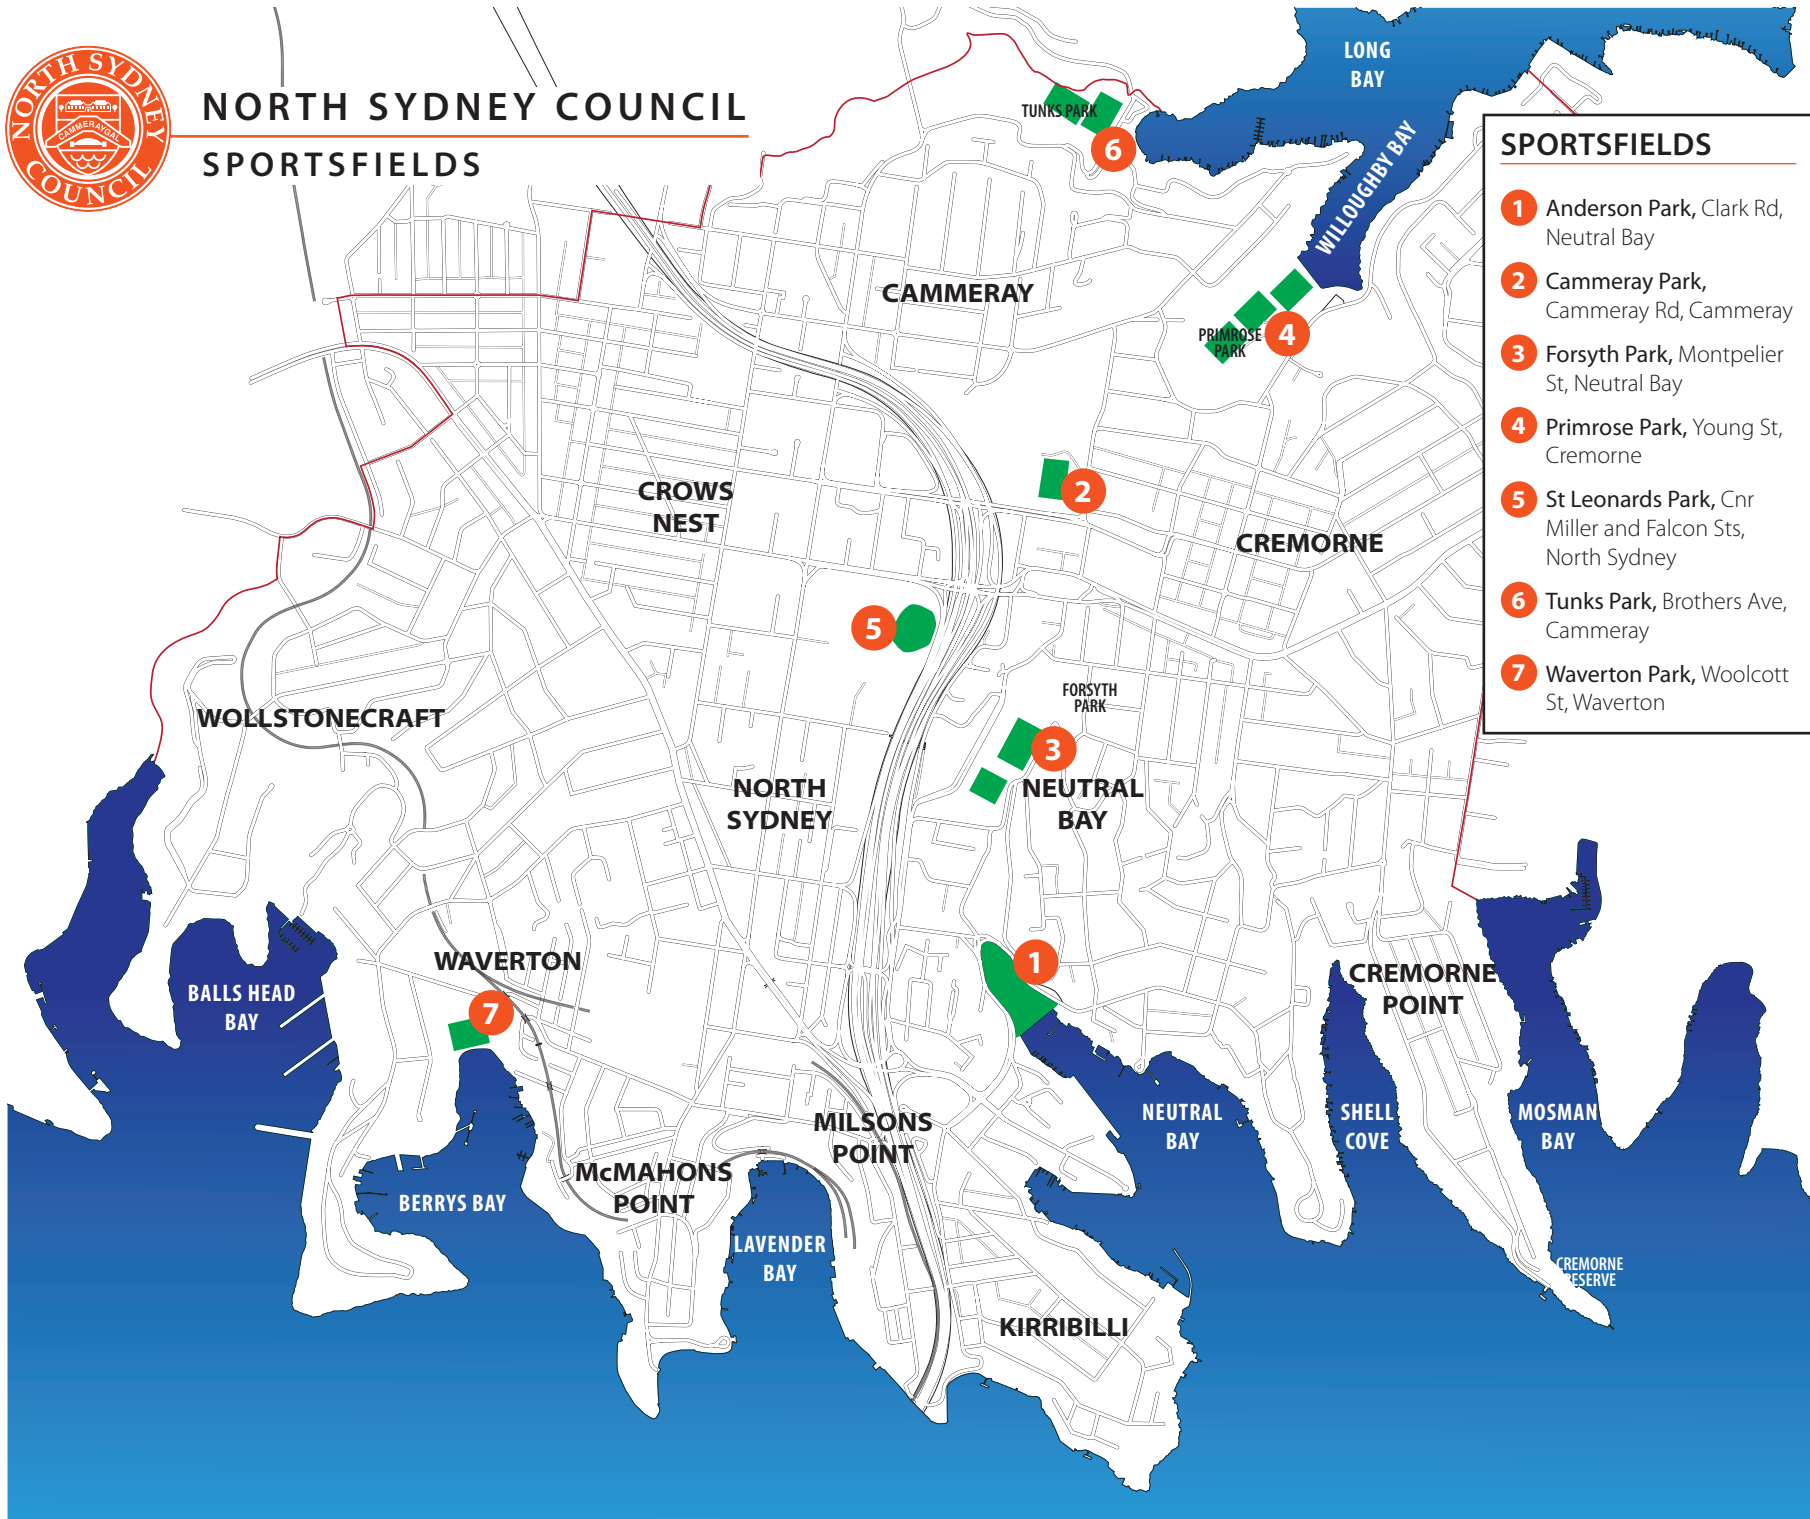 NORTH SYDNEY COUNCIL
CAMMERAYGAL
NORTH SYDNEY COUNCIL
SPORTSFIELDS
LONG
BAY
WILLOUGHBY BAY
TUNKS PARK
6
CAMMERAY
PRIMROSE
PARK
4
CROWS
NEST
2
CREMORNE
5
WOLLSTONECRAFT
FORSYTH
PARK
3
NORTH
SYDNEY
NEUTRAL
BAY
WAVERTON
1
BALLS HEAD
BAY
7
CREMORNE
POINT
MILSONS
POINT
NEUTRAL
BAY
SHELL
COVE
MOSMAN
BAY
McMAHONS
POINT
BERRYS BAY
LAVENDER
BAY
CREMORNE
RESERVE
KIRRIBILLI
SPORTSFIELDS
1 Anderson Park, Clark Rd,
Neutral Bay
2 Cammeray Park,
Cammeray Rd, Cammeray
3 Forsyth Park, Montpelier
St, Neutral Bay
4 Primrose Park, Young St,
Cremorne
5 St Leonards Park, Cnr
Miller and Falcon Sts,
North Sydney
6 Tunks Park, Brothers Ave,
Cammeray
7 Waverton Park, Woolcott
St, Waverton